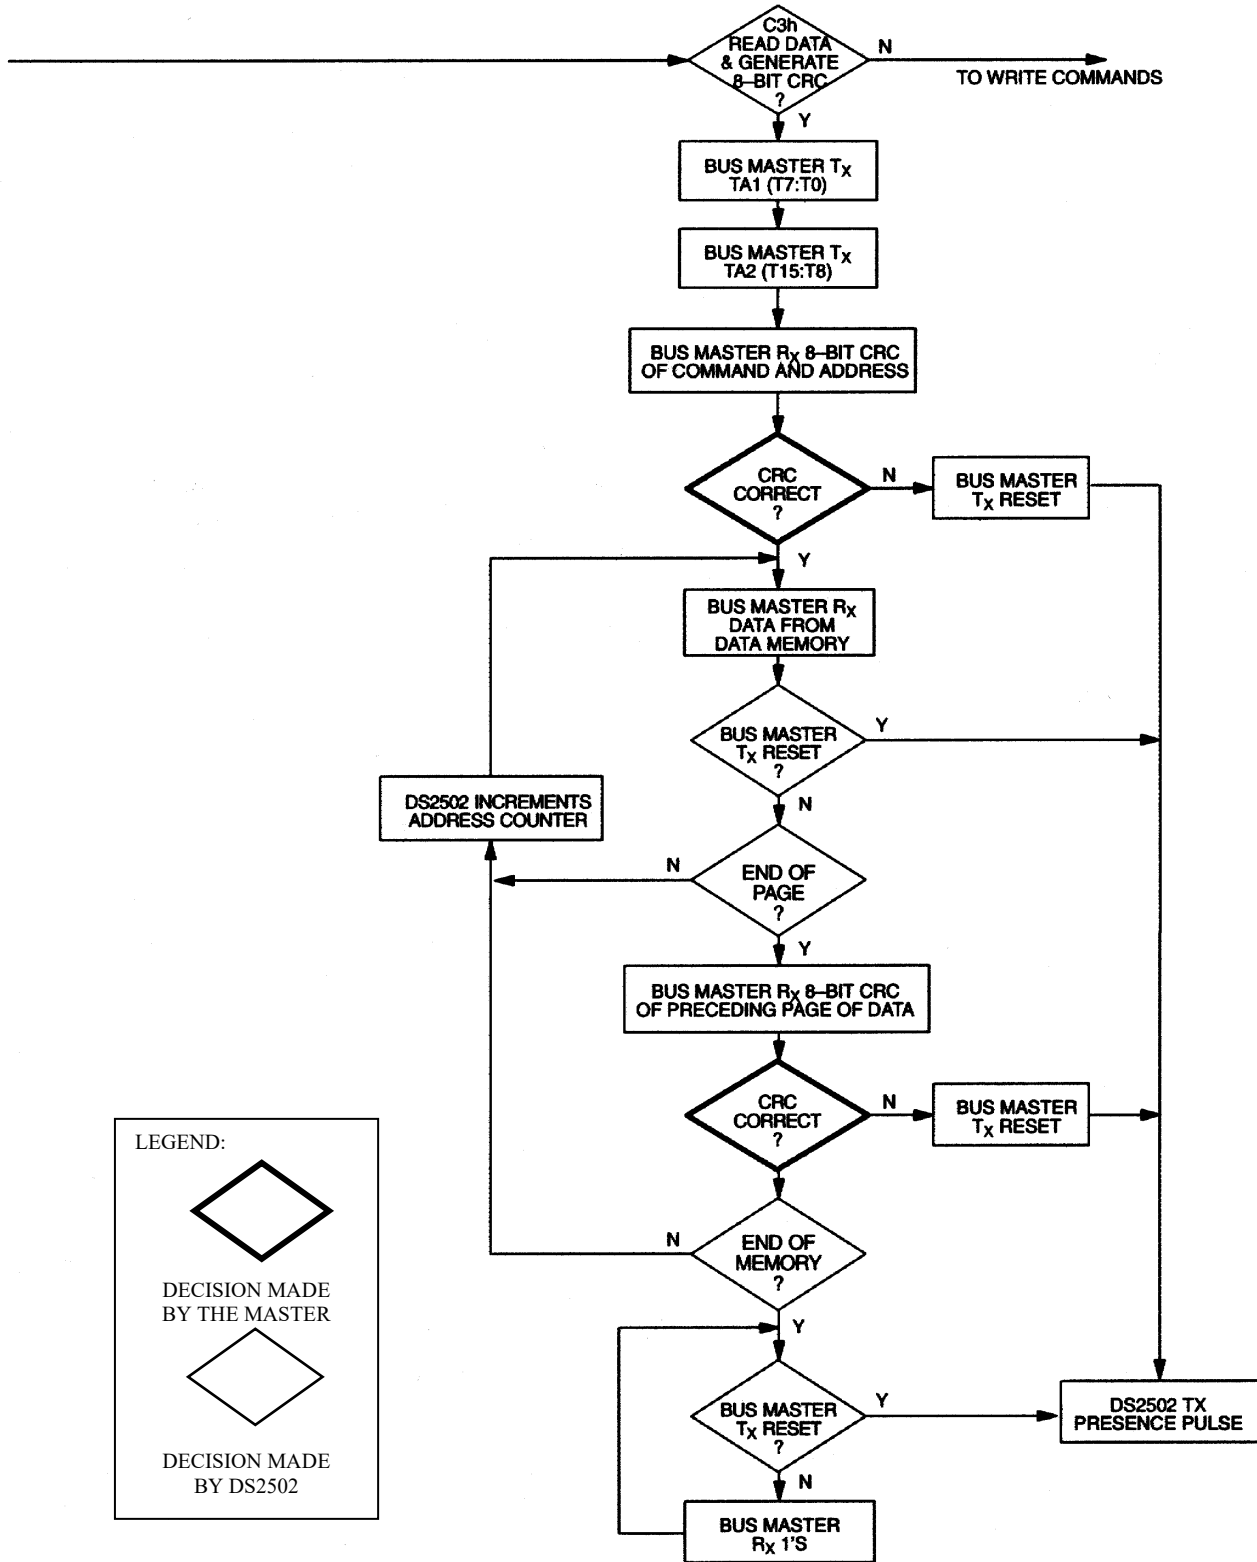 C3h
READ DATA
& GENERATE
8–BIT CRC
?
N
TO WRITE COMMANDS
Y
BUS MASTER TX
TA1 (T7:T0)
BUS MASTER TX
TA2 (T15:T8)
BUS MASTER RX 8–BIT CRC
OF COMMAND AND ADDRESS
CRC
CORRECT
?
N
BUS MASTER
TX RESET
Y
BUS MASTER RX
DATA FROM
DATA MEMORY
BUS MASTER
TX RESET
?
Y
N
DS2502 INCREMENTS
ADDRESS COUNTER
END OF
PAGE
?
N
Y
BUS MASTER RX 8–BIT CRC
OF PRECEDING PAGE OF DATA
CRC
CORRECT
?
N
BUS MASTER
TX RESET
END OF
MEMORY
?
N
Y
BUS MASTER
TX RESET
?
Y
DS2502 TX
PRESENCE PULSE
N
BUS MASTER
RX 1'S
LEGEND:
DECISION MADE
BY THE MASTER
DECISION MADE
BY DS2502